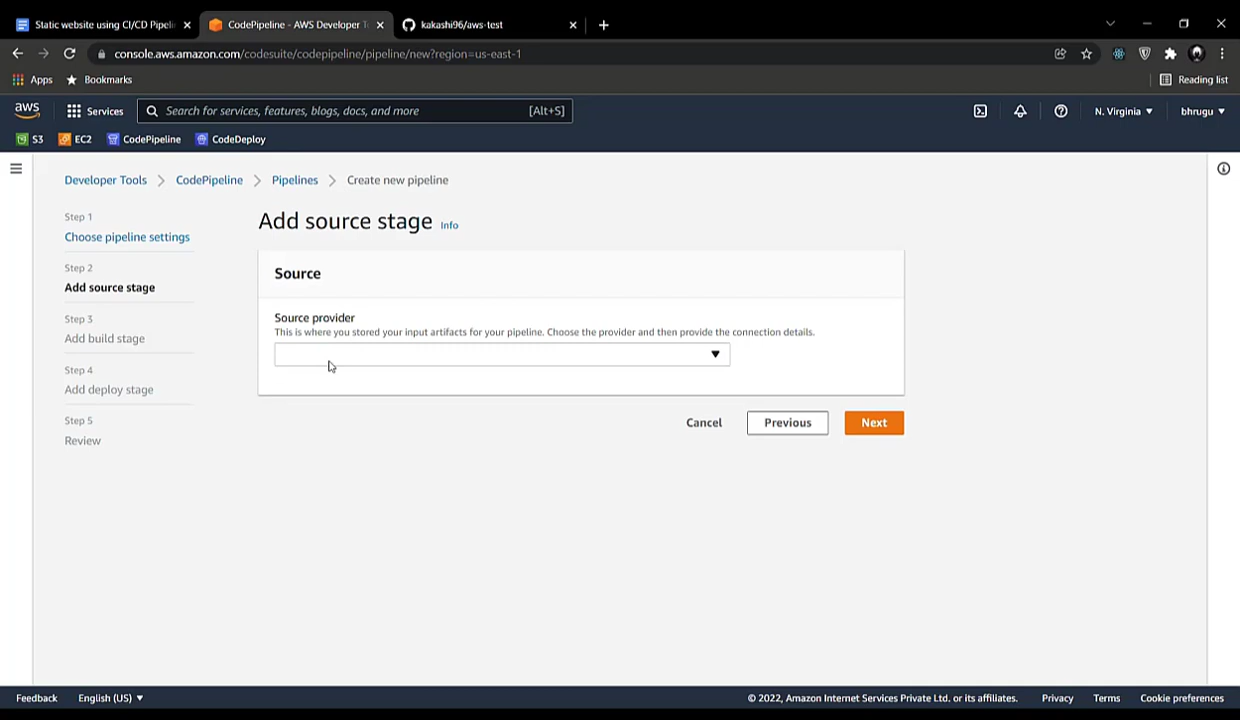 Static website using CI/CD Pipeli
CodePipeline - AWS Developer T
kakashi96/aws-test
console.aws.amazon.com/codesuite/codepipeline/pipeline/new?region=us-east-1
Apps
Bookmarks
Reading list
aws
Services
Search for services, features, blogs, docs, and more
[Alt+S]
N. Virginia
bhrugu
S3
EC2
CodePipeline
CodeDeploy
Developer Tools
CodePipeline
Pipelines
Create new pipeline
Step 1
Choose pipeline settings
Step 2
Add source stage
Step 3
Add build stage
Step 4
Add deploy stage
Step 5
Review
Add source stage Info
Source
Source provider
This is where you stored your input artifacts for your pipeline. Choose the provider and then provide the connection details.
Cancel
Previous
Next
Feedback
English (US)
© 2022, Amazon Internet Services Private Ltd. or its affiliates.
Privacy
Terms
Cookie preferences